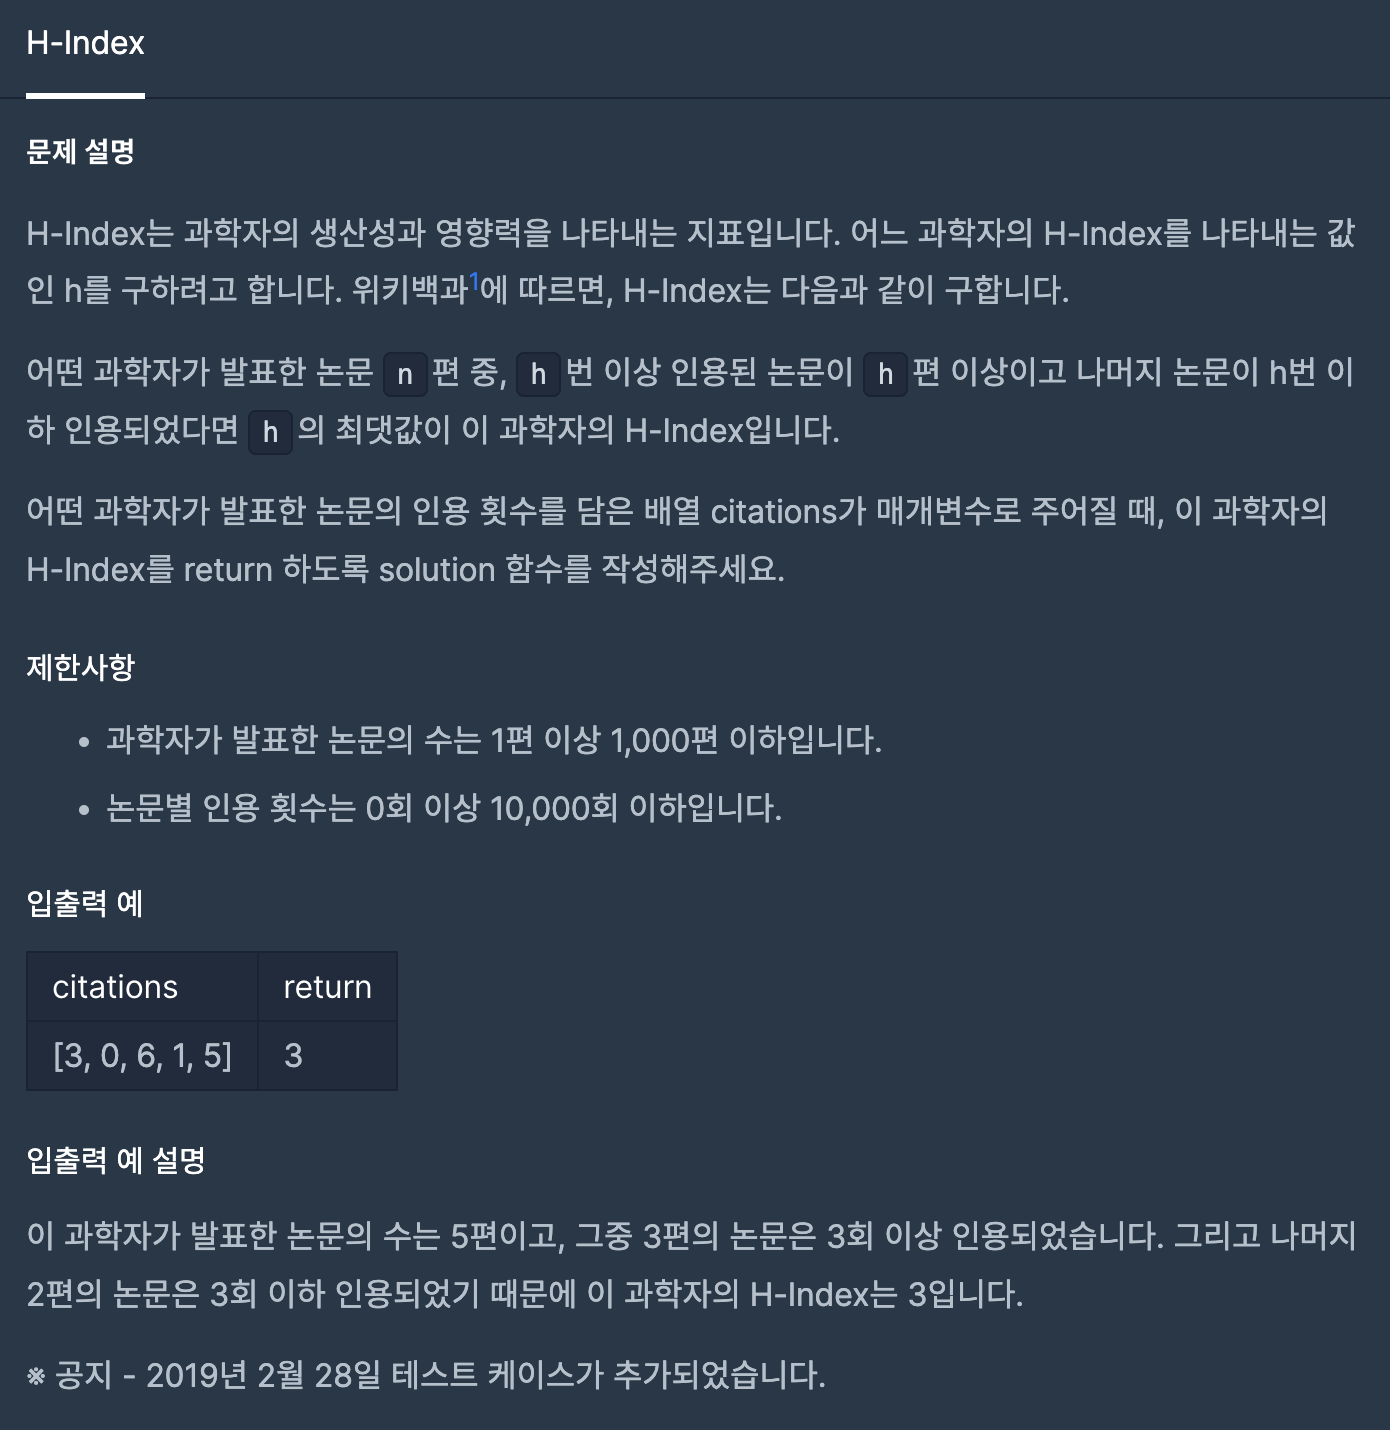 H-Index
문제 설명
H-Index는 과학자의 생산성과 영향력을 나타내는 지표입니다. 어느 과학자의 H-Index를 나타내는 값
인 h를 구하려고 합니다. 위키백과1에 따르면, H-Index는 다음과 같이 구합니다.
어떤 과학자가 발표한 논문 n 편 중, h 번 이상 인용된 논문이 h 편 이상이고 나머지 논문이 h번 이
하 인용되었다면 h 의 최댓값이 이 과학자의 H-Index입니다.
어떤 과학자가 발표한 논문의 인용 횟수를 담은 배열 citations가 매개변수로 주어질 때, 이 과학자의
H-Index를 return 하도록 solution 함수를 작성해주세요.
제한사항
• 과학자가 발표한 논문의 수는 1편 이상 1,000편 이하입니다.
• 논문별 인용 횟수는 0회 이상 10,000회 이하입니다.
입출력 예
citations return
[3, 0, 6, 1, 5] 3
입출력 예 설명
이 과학자가 발표한 논문의 수는 5편이고, 그중 3편의 논문은 3회 이상 인용되었습니다. 그리고 나머지
2편의 논문은 3회 이하 인용되었기 때문에 이 과학자의 H-Index는 3입니다.
※ 공지 - 2019년 2월 28일 테스트 케이스가 추가되었습니다.